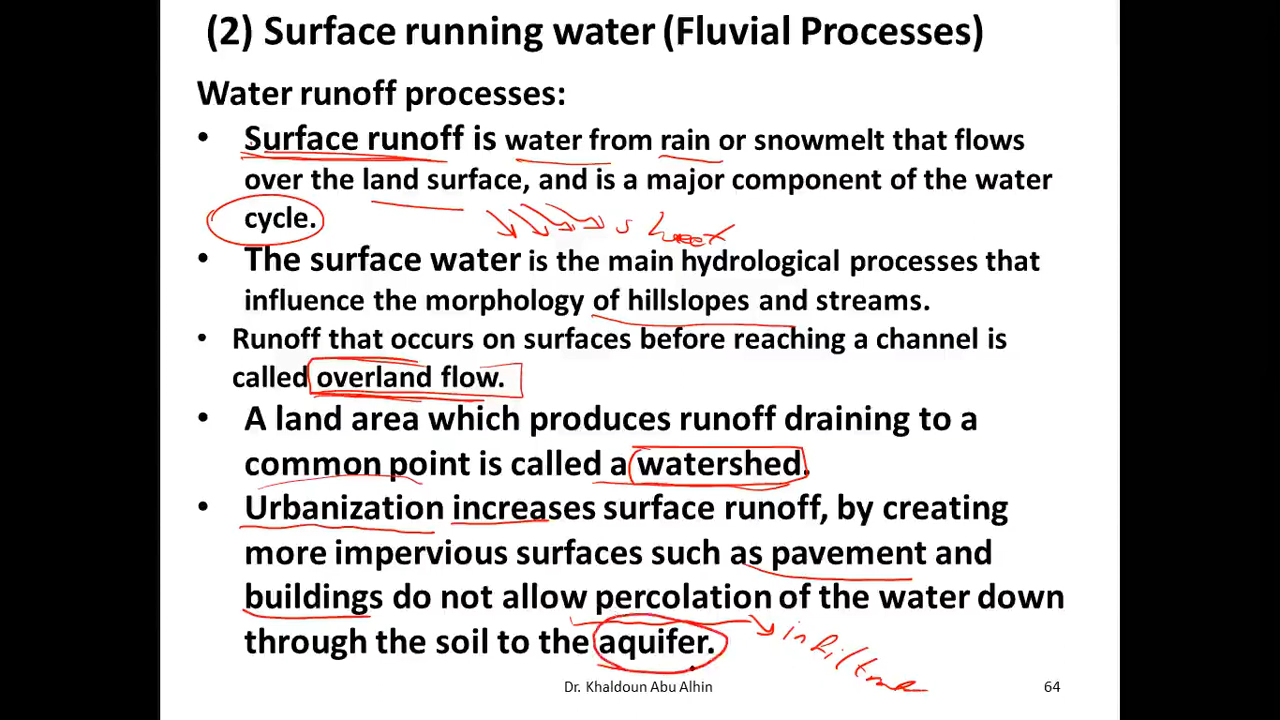 (2) Surface running water (Fluvial Processes)
Water runoff processes:
• Surface runoff is water from rain or snowmelt that flows
over the land surface, and is a major component of the water
cycle.
sheet
• The surface water is the main hydrological processes that
influence the morphology of hillslopes and streams.
• Runoff that occurs on surfaces before reaching a channel is
called overland flow.
• A land area which produces runoff draining to a
common point is called a watershed.
• Urbanization increases surface runoff, by creating
more impervious surfaces such as pavement and
buildings do not allow percolation of the water down
through the soil to the aquifer.
Dr. Khaldoun Abu Alhin
64